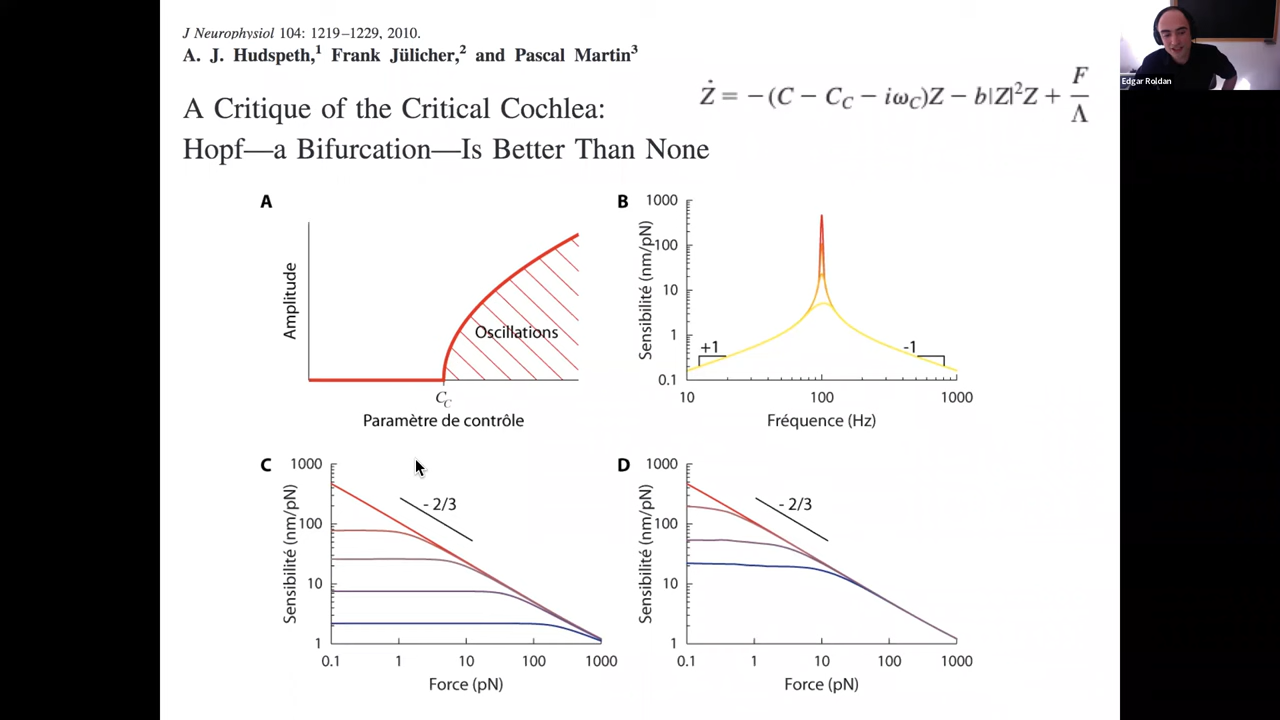 J Neurophysiol 104: 1219–1229, 2010.
A. J. Hudspeth,¹ Frank Jülicher,² and Pascal Martin³
A Critique of the Critical Cochlea:
Hopf—a Bifurcation—Is Better Than None
Ż = −(C − C_C − iω_C)Z − b|Z|²Z + F/Λ
Edgar Roldan
A
Amplitude
Oscillations
C_C
Paramètre de contrôle
B
Sensibilité (nm/pN)
1000
100
10
1
0.1
+1
-1
10 100 1000
Fréquence (Hz)
C
Sensibilité (nm/pN)
1000
100
10
1
- 2/3
0.1 1 10 100 1000
Force (pN)
D
Sensibilité (nm/pN)
1000
100
10
1
- 2/3
0.1 1 10 100 1000
Force (pN)